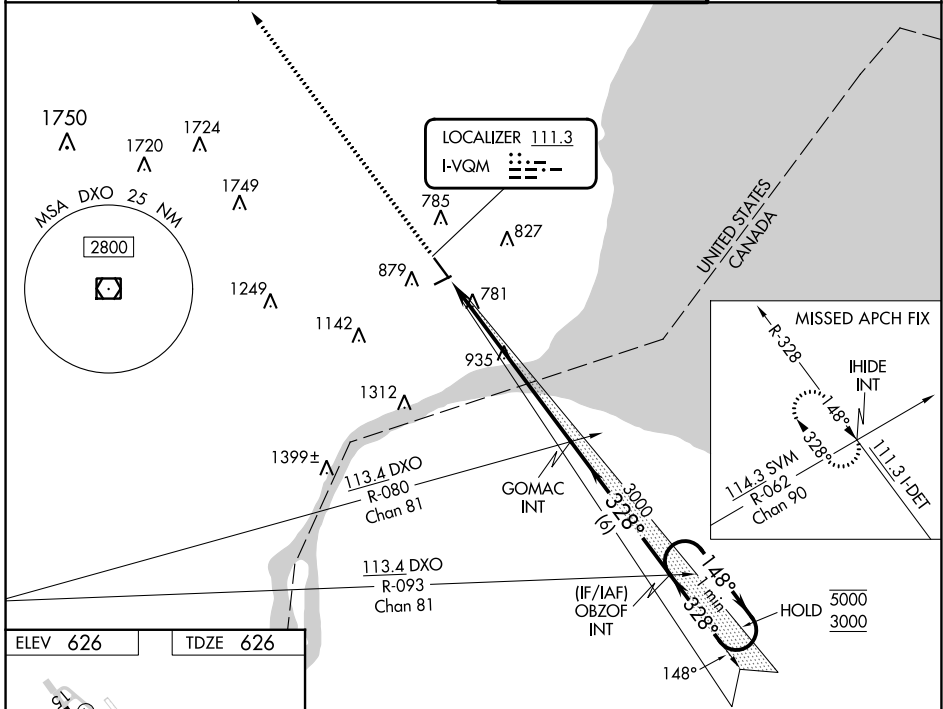 1750
1720
1724
1749
MSA DXO 25 NM
2800
1249
1142
1312
1399±
879
785
827
781
935
LOCALIZER 111.3
I-VQM
UNITED STATES
CANADA
MISSED APCH FIX
R-328
IHIDE
INT
148°
328°
114.3 SVM
R-062
Chan 90
111.3 I-DET
113.4 DXO
R-080
Chan 81
GOMAC
INT
3000
328°
(6)
113.4 DXO
R-093
Chan 81
(IF/IAF)
OBZOF
INT
148°
1 min
328°
HOLD
5000
3000
148°
ELEV 626
TDZE 626
15